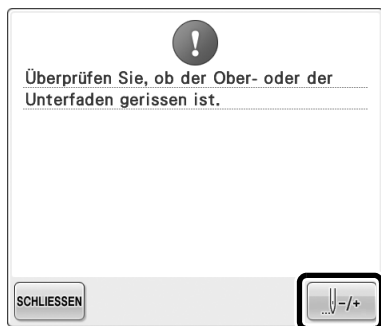 Überprüfen Sie, ob der Ober- oder der
Unterfaden gerissen ist.
SCHLIESSEN
-/+